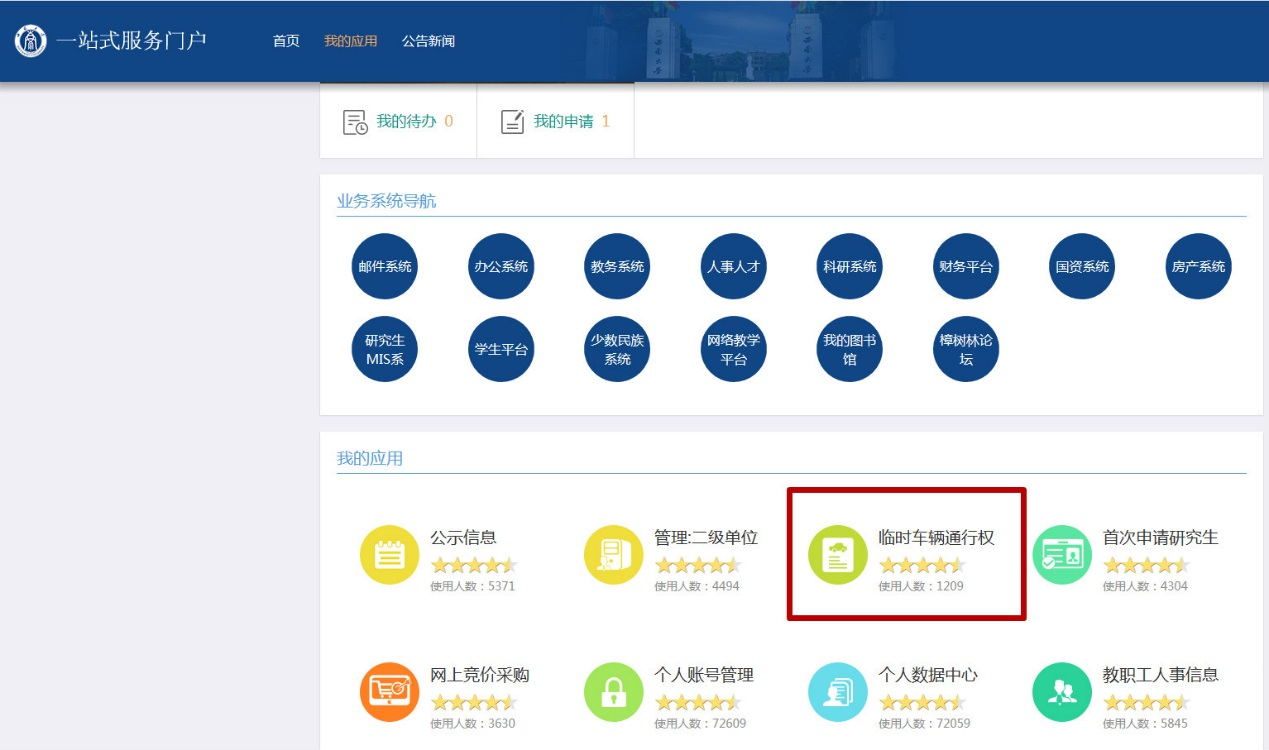 一站式服务门户
首页 我的应用 公告新闻
我的待办 0 我的申请 1
业务系统导航
邮件系统 办公系统 教务系统 人事人才 科研系统 财务平台 国资系统 房产系统
研究生 少数民族 网络教学 我的图书 樟树林论
MIS系 学生平台 系统 平台 馆 坛
我的应用
公示信息 管理:二级单位 临时车辆通行权 首次申请研究生
使用人数：5371 使用人数：4494 使用人数：1209 使用人数：4304
网上竞价采购 个人账号管理 个人数据中心 教职工人事信息
使用人数：3630 使用人数：72609 使用人数：72059 使用人数：5845